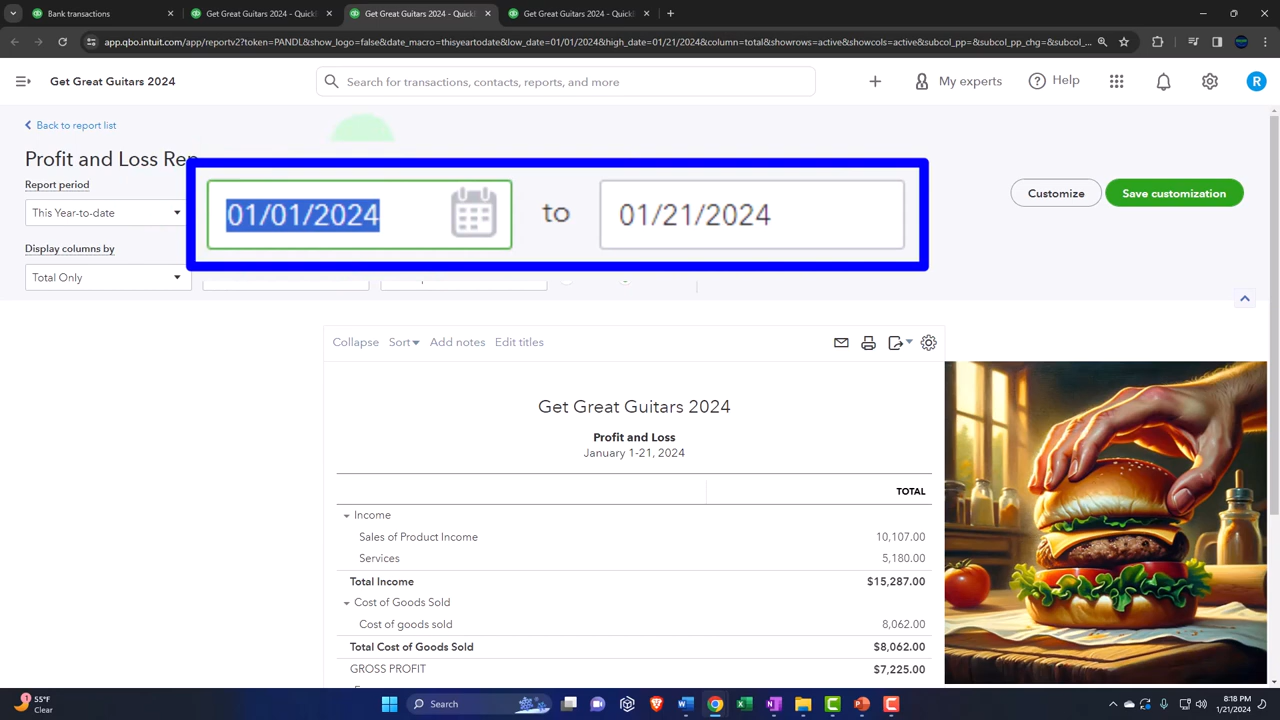 Bank transactions
Get Great Guitars 2024 - Quick
Get Great Guitars 2024 - Quick
Get Great Guitars 2024 - Quick
app.qbo.intuit.com/app/reportv2?token=PANDL&show_logo=false&date_macro=thisyeartodate&low_date=01/01/2024&high_date=01/21/2024&column=total&showrows=active&showcols=active&subcol_pp=&subcol_pp_chg=&subcol_...
Get Great Guitars 2024
Search for transactions, contacts, reports, and more
My experts
Help
Back to report list
Profit and Loss Rep
Report period
This Year-to-date
01/01/2024 to 01/21/2024
Customize
Save customization
Display columns by
Total Only
Collapse
Sort
Add notes
Edit titles
Get Great Guitars 2024
Profit and Loss
January 1-21, 2024
TOTAL
Income
Sales of Product Income 10,107.00
Services 5,180.00
Total Income $15,287.00
Cost of Goods Sold
Cost of goods sold 8,062.00
Total Cost of Goods Sold $8,062.00
GROSS PROFIT $7,225.00
55°F
Clear
Search
8:18 PM
1/21/2024